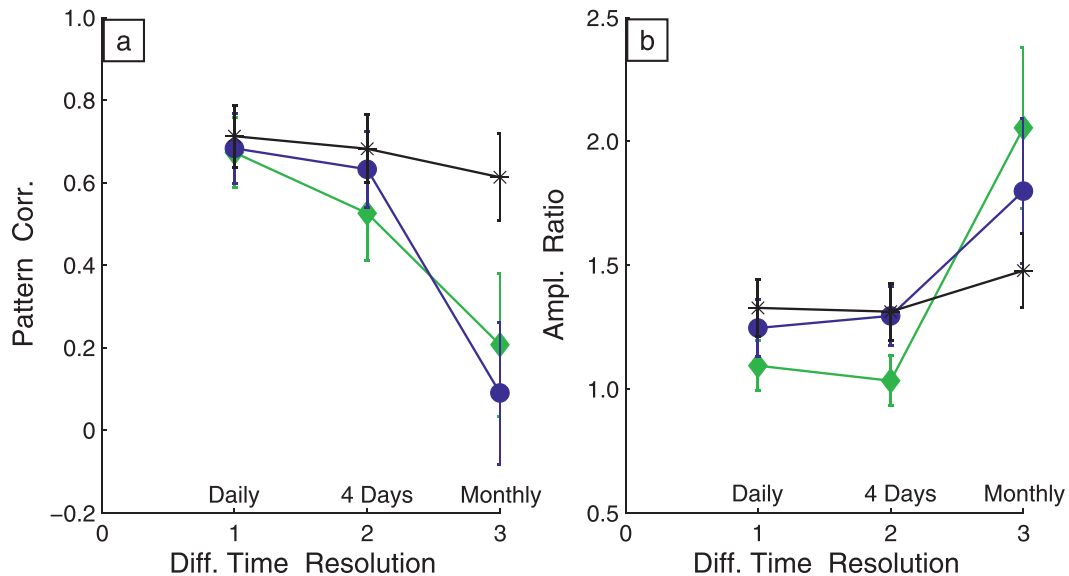 a
1.0
0.8
0.6
0.4
0.2
0
−0.2
Pattern Corr.
Daily 4 Days Monthly
0 1 2 3
Diff. Time Resolution
b
2.5
2.0
1.5
1.0
0.5
Ampl. Ratio
Daily 4 Days Monthly
0 1 2 3
Diff. Time Resolution